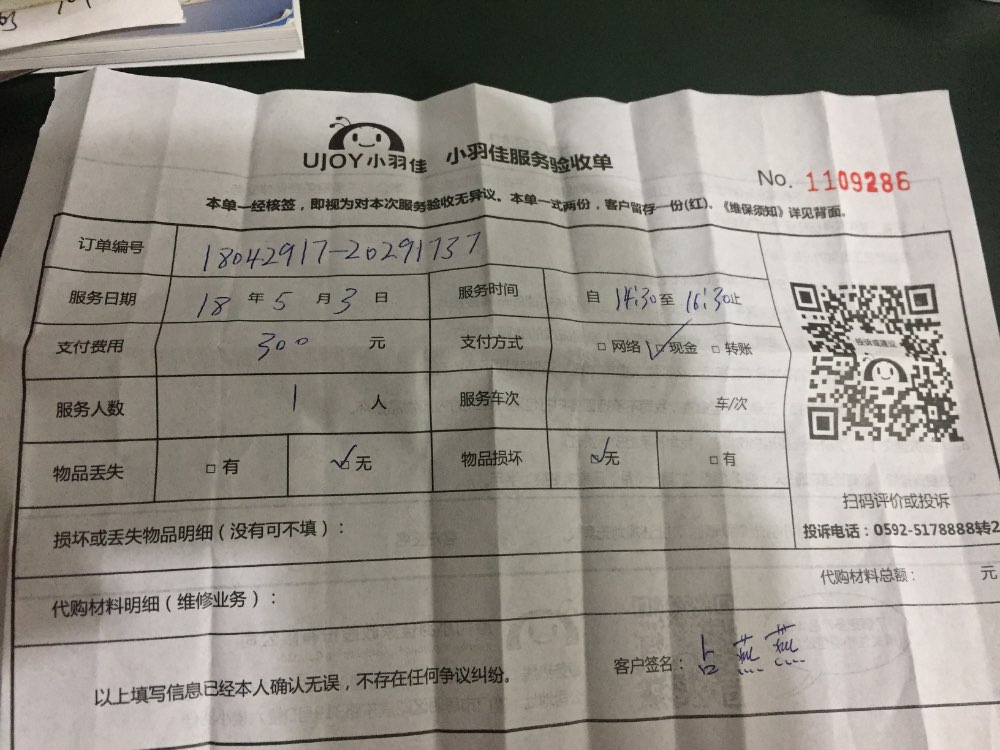 UJOY小羽佳 小羽佳服务验收单
No. 1109286
本单一经核签，即视为对本次服务验收无异议。本单一式两份，客户留存一份(红)、《维保须知》详见背面。
订单编号 18042917-20291737
服务日期 18 年 5 月 3 日 服务时间 自 14:30 至 16:30 止
支付费用 300 元 支付方式 □ 网络 ☑ 现金 □ 转账
服务人数 1 人 服务车次 车/次
物品丢失 □ 有 ☑ 无 物品损坏 ☑ 无 □ 有
投诉或建议
扫码评价或投诉
投诉电话：0592-5178888转2
损坏或丢失物品明细（没有可不填）：
代购材料总额： 元
代购材料明细（维修业务）：
以上填写信息已经本人确认无误，不存在任何争议纠纷。
客户签名：